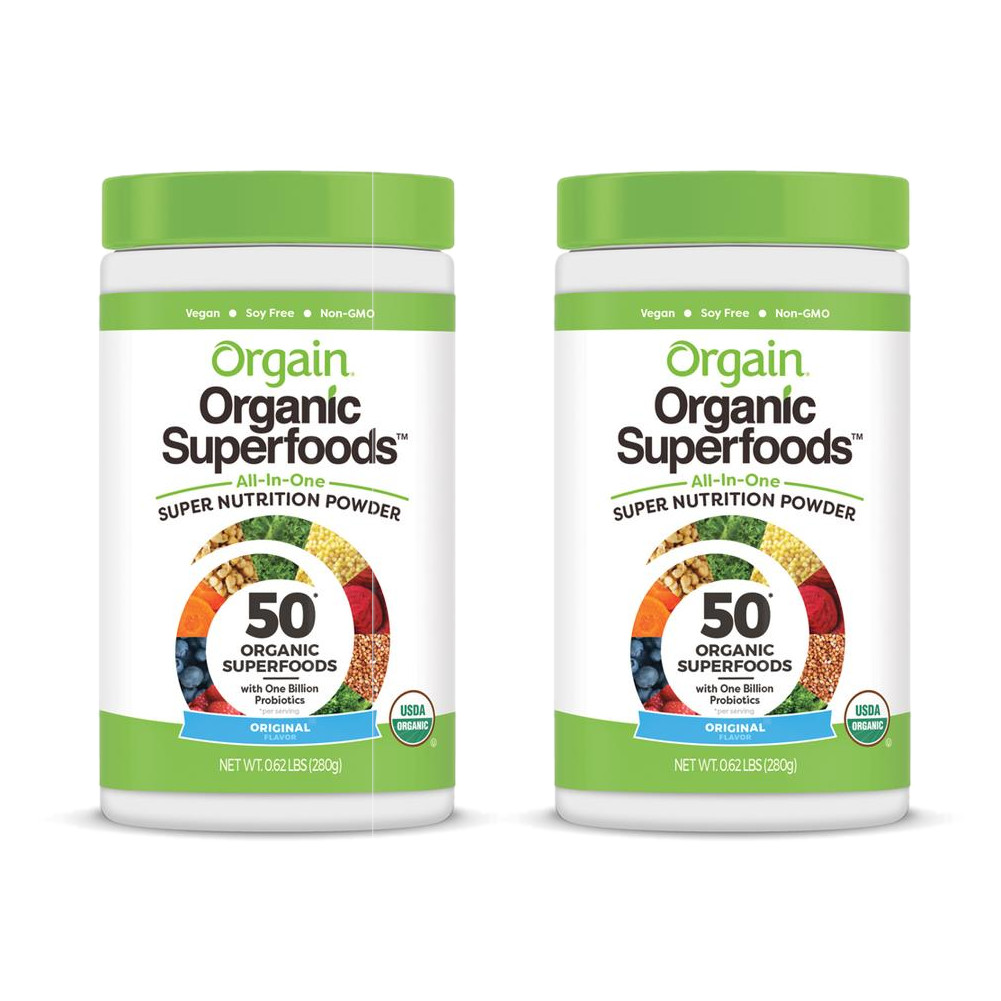 Vegan • Soy Free • Non-GMO
Orgain®
Organic
Superfoods™
All-In-One
SUPER NUTRITION POWDER
50*
ORGANIC
SUPERFOODS
with One Billion
Probiotics
*per serving
ORIGINAL
FLAVOR
USDA
ORGANIC
®
NET WT. 0.62 LBS (280g)
Vegan • Soy Free • Non-GMO
Orgain®
Organic
Superfoods™
All-In-One
SUPER NUTRITION POWDER
50*
ORGANIC
SUPERFOODS
with One Billion
Probiotics
*per serving
ORIGINAL
FLAVOR
USDA
ORGANIC
®
NET WT. 0.62 LBS (280g)